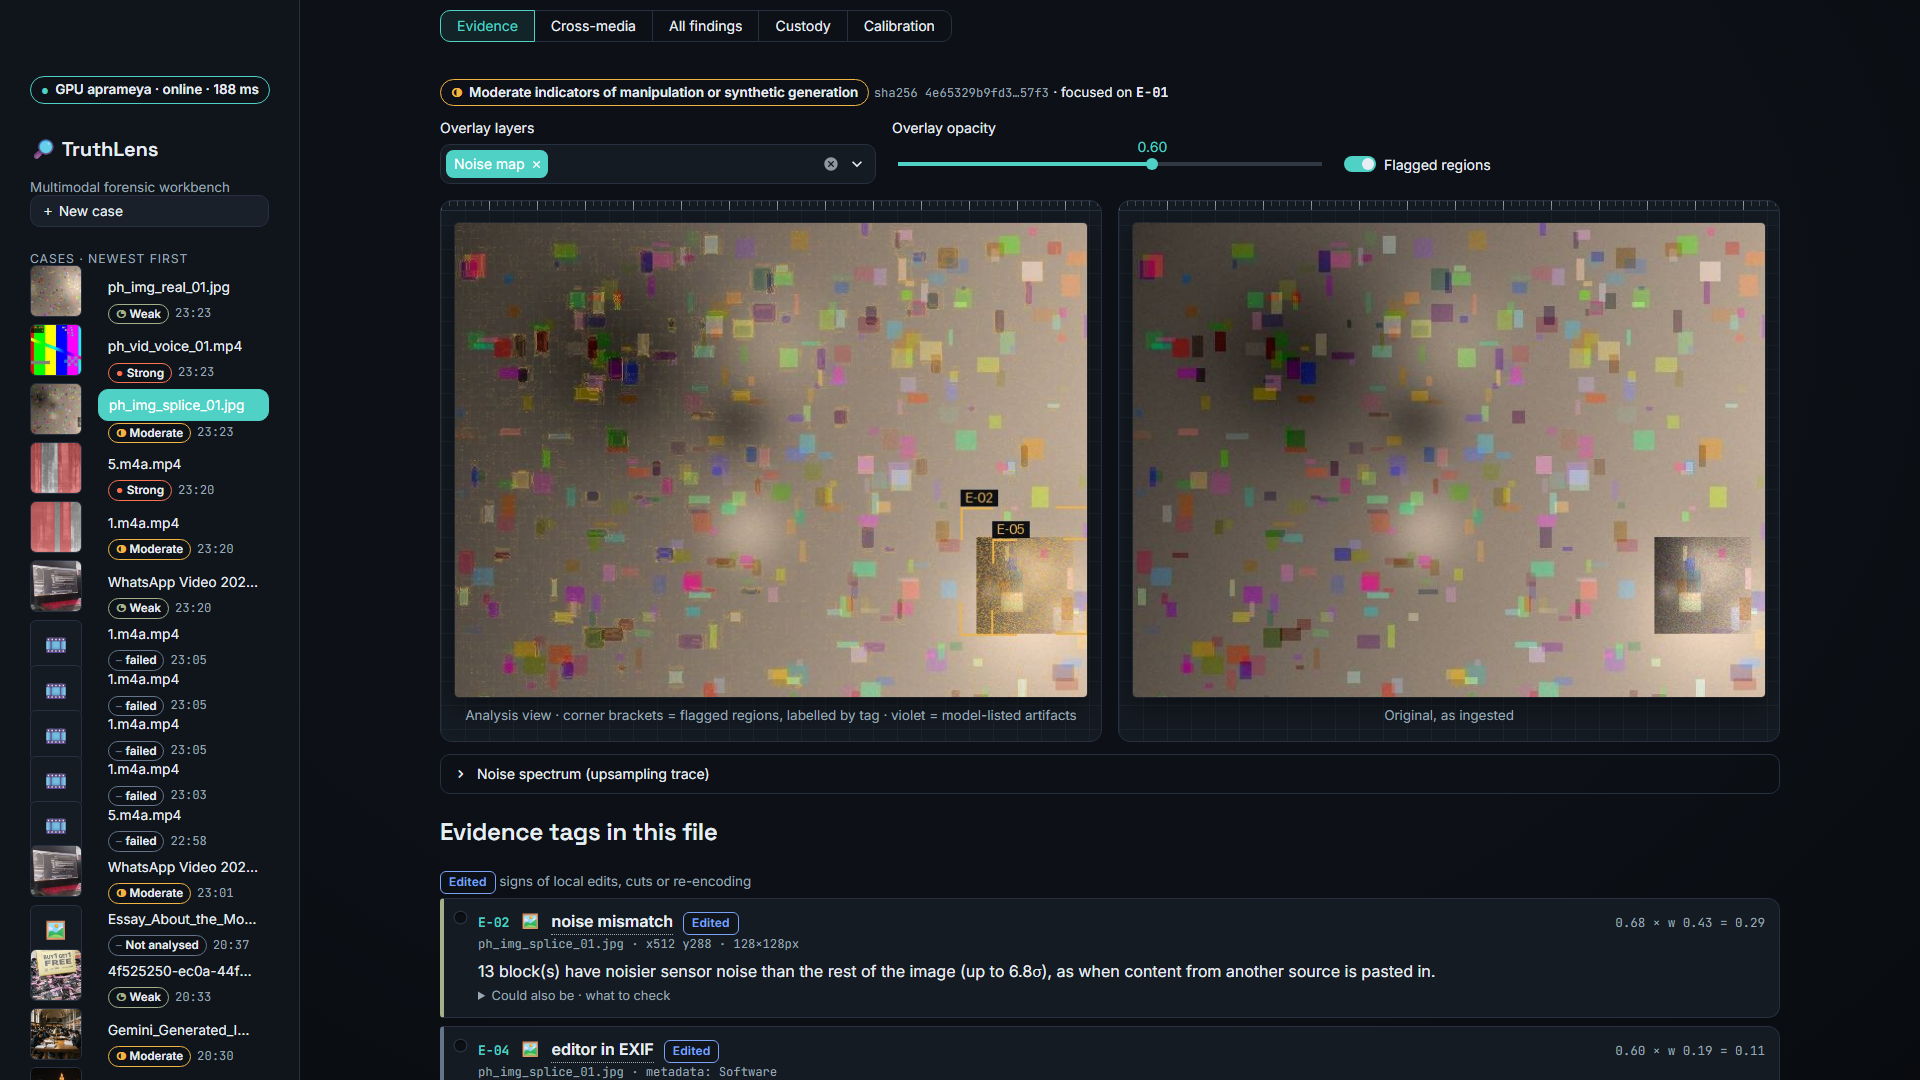 GPU aprameya · online · 188 ms
TruthLens
Multimodal forensic workbench
+ New case
CASES · NEWEST FIRST
ph_img_real_01.jpg
Weak 23:23
ph_vid_voice_01.mp4
Strong 23:23
ph_img_splice_01.jpg
Moderate 23:23
5.m4a.mp4
Strong 23:20
1.m4a.mp4
Moderate 23:20
WhatsApp Video 202...
Weak 23:20
1.m4a.mp4
– failed 23:05
1.m4a.mp4
– failed 23:05
1.m4a.mp4
– failed 23:05
1.m4a.mp4
– failed 23:03
5.m4a.mp4
– failed 22:58
WhatsApp Video 202...
Moderate 23:01
Essay_About_the_Mo...
– Not analysed 20:37
4f525250-ec0a-44f...
Weak 20:33
Gemini_Generated_I...
Moderate 20:30
Evidence Cross-media All findings Custody Calibration
Moderate indicators of manipulation or synthetic generation sha256 4e65329b9fd3…57f3 · focused on E-01
Overlay layers
Noise map ×
Overlay opacity
0.60
Flagged regions
E-02
E-05
Analysis view · corner brackets = flagged regions, labelled by tag · violet = model-listed artifacts
Original, as ingested
Noise spectrum (upsampling trace)
Evidence tags in this file
Edited signs of local edits, cuts or re-encoding
E-02 noise mismatch Edited 0.68 × w 0.43 = 0.29
ph_img_splice_01.jpg · x512 y288 · 128×128px
13 block(s) have noisier sensor noise than the rest of the image (up to 6.8σ), as when content from another source is pasted in.
Could also be · what to check
E-04 editor in EXIF Edited 0.60 × w 0.19 = 0.11
ph_img_splice_01.jpg · metadata: Software